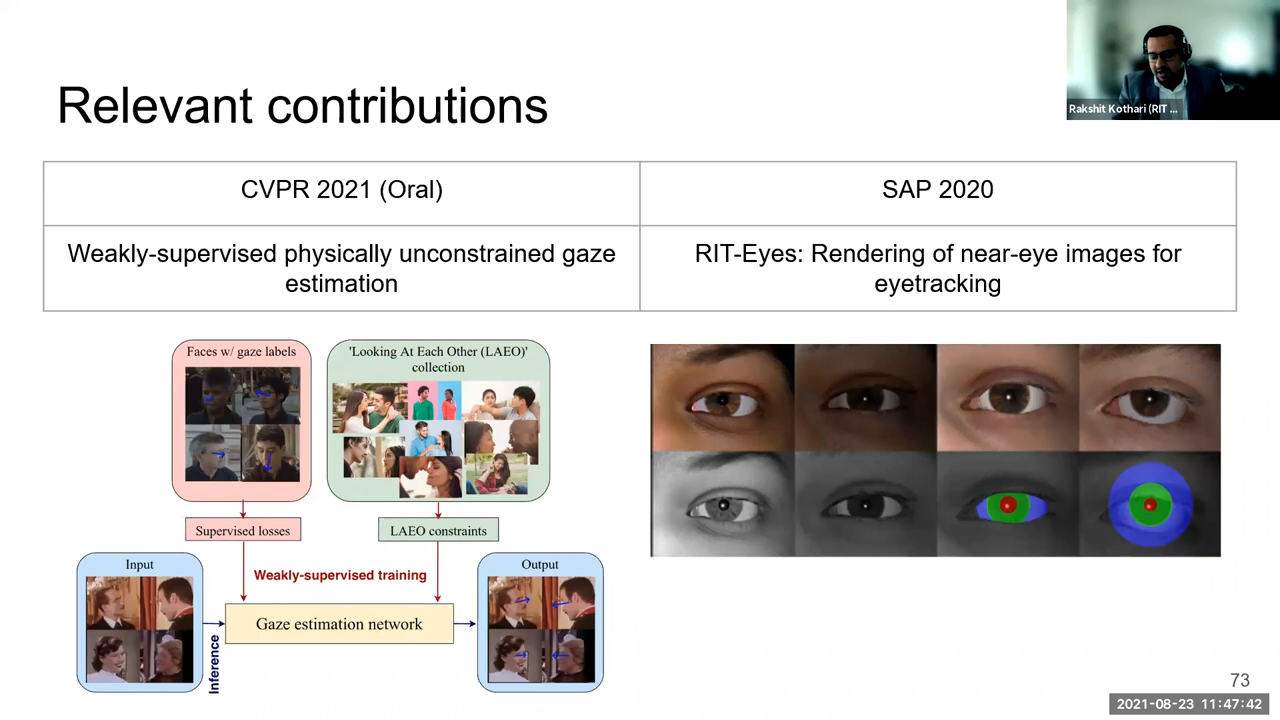 Relevant contributions
Rakshit Kothari (RIT ...
CVPR 2021 (Oral)
SAP 2020
Weakly-supervised physically unconstrained gaze
estimation
RIT-Eyes: Rendering of near-eye images for
eyetracking
Faces w/ gaze labels
'Looking At Each Other (LAEO)'
collection
Supervised losses
LAEO constraints
Input
Weakly-supervised training
Output
Gaze estimation network
Inference
73
2021-08-23 11:47:42